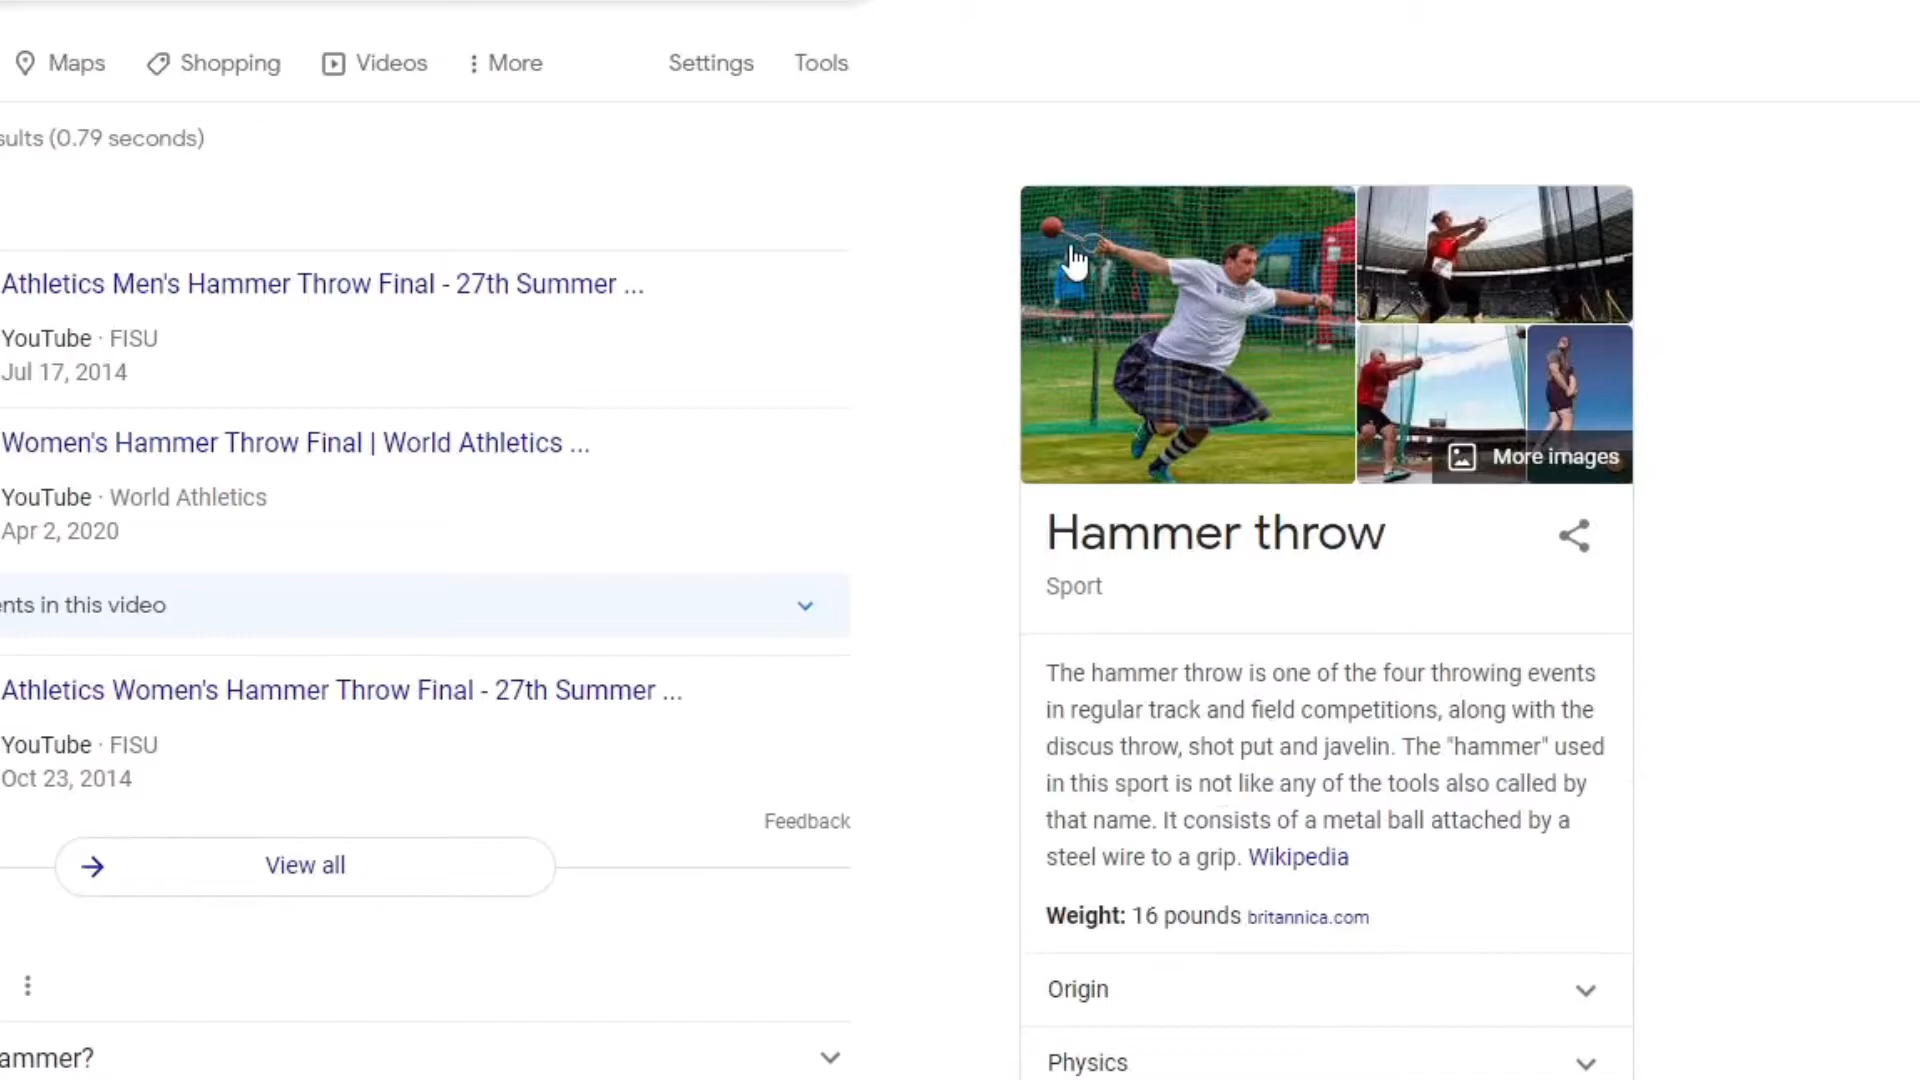 Maps Shopping Videos More Settings Tools
sults (0.79 seconds)
Athletics Men's Hammer Throw Final - 27th Summer ...
YouTube · FISU
Jul 17, 2014
Women's Hammer Throw Final | World Athletics ...
YouTube · World Athletics
Apr 2, 2020
ents in this video
Athletics Women's Hammer Throw Final - 27th Summer ...
YouTube · FISU
Oct 23, 2014
Feedback
View all
ammer?
More images
Hammer throw
Sport
The hammer throw is one of the four throwing events
in regular track and field competitions, along with the
discus throw, shot put and javelin. The "hammer" used
in this sport is not like any of the tools also called by
that name. It consists of a metal ball attached by a
steel wire to a grip. Wikipedia
Weight: 16 pounds britannica.com
Origin
Physics